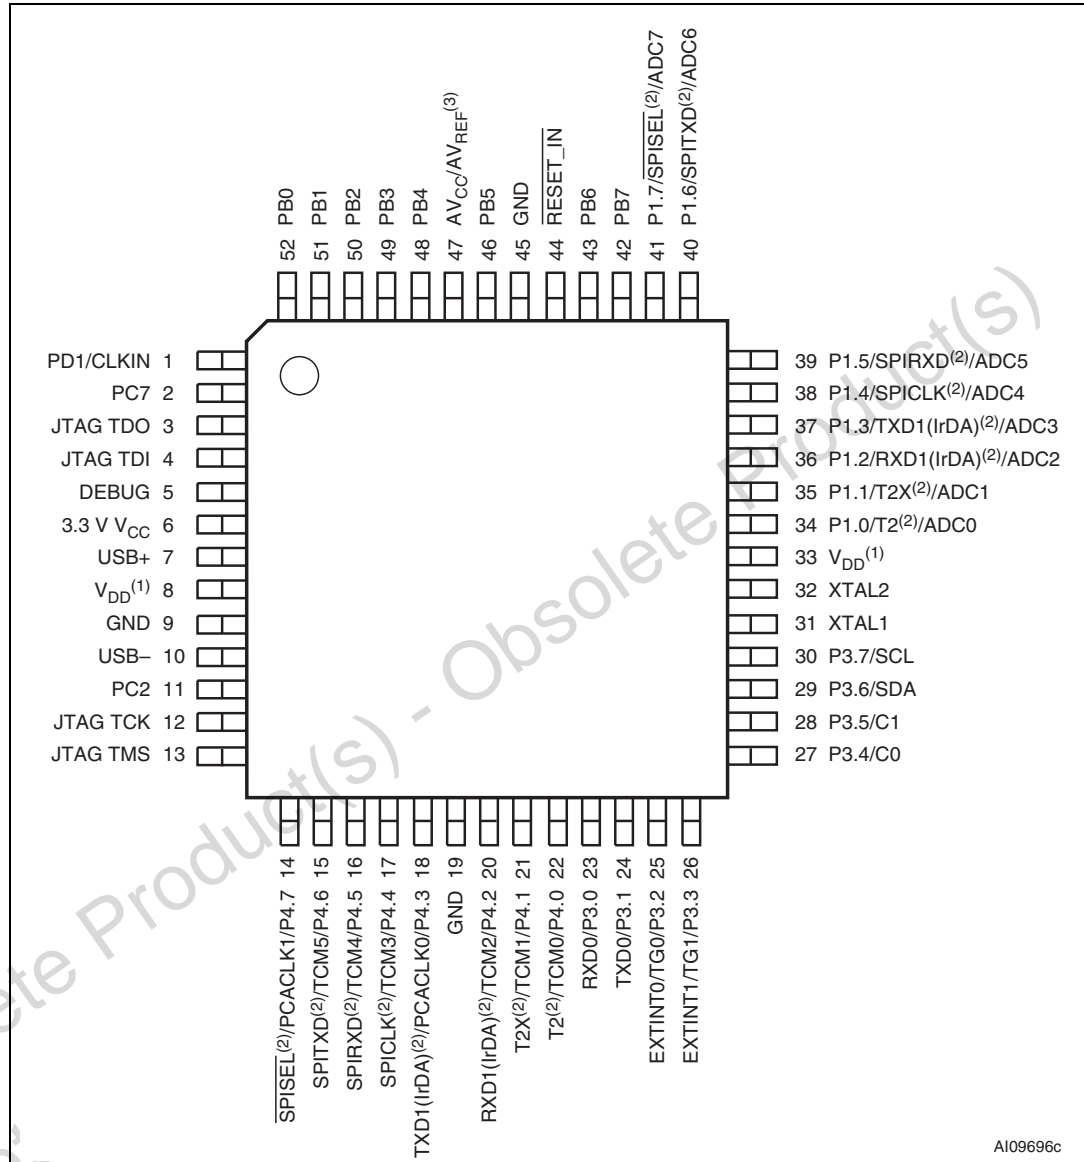 52 PB0
51 PB1
50 PB2
49 PB3
48 PB4
47 AVCC/AVREF(3)
46 PB5
45 GND
44 RESET_IN
43 PB6
42 PB7
41 P1.7/SPISEL(2)/ADC7
40 P1.6/SPITXD(2)/ADC6
PD1/CLKIN 1
PC7 2
JTAG TDO 3
JTAG TDI 4
DEBUG 5
3.3 V VCC 6
USB+ 7
VDD(1) 8
GND 9
USB– 10
PC2 11
JTAG TCK 12
JTAG TMS 13
39 P1.5/SPIRXD(2)/ADC5
38 P1.4/SPICLK(2)/ADC4
37 P1.3/TXD1(IrDA)(2)/ADC3
36 P1.2/RXD1(IrDA)(2)/ADC2
35 P1.1/T2X(2)/ADC1
34 P1.0/T2(2)/ADC0
33 VDD(1)
32 XTAL2
31 XTAL1
30 P3.7/SCL
29 P3.6/SDA
28 P3.5/C1
27 P3.4/C0
SPISEL(2)/PCACLK1/P4.7 14
SPITXD(2)/TCM5/P4.6 15
SPIRXD(2)/TCM4/P4.5 16
SPICLK(2)/TCM3/P4.4 17
TXD1(IrDA)(2)/PCACLK0/P4.3 18
GND 19
RXD1(IrDA)(2)/TCM2/P4.2 20
T2X(2)/TCM1/P4.1 21
T2(2)/TCM0/P4.0 22
RXD0/P3.0 23
TXD0/P3.1 24
EXTINT0/TG0/P3.2 25
EXTINT1/TG1/P3.3 26
ete Product(s) - Obsolete Product(s)
AI09696c